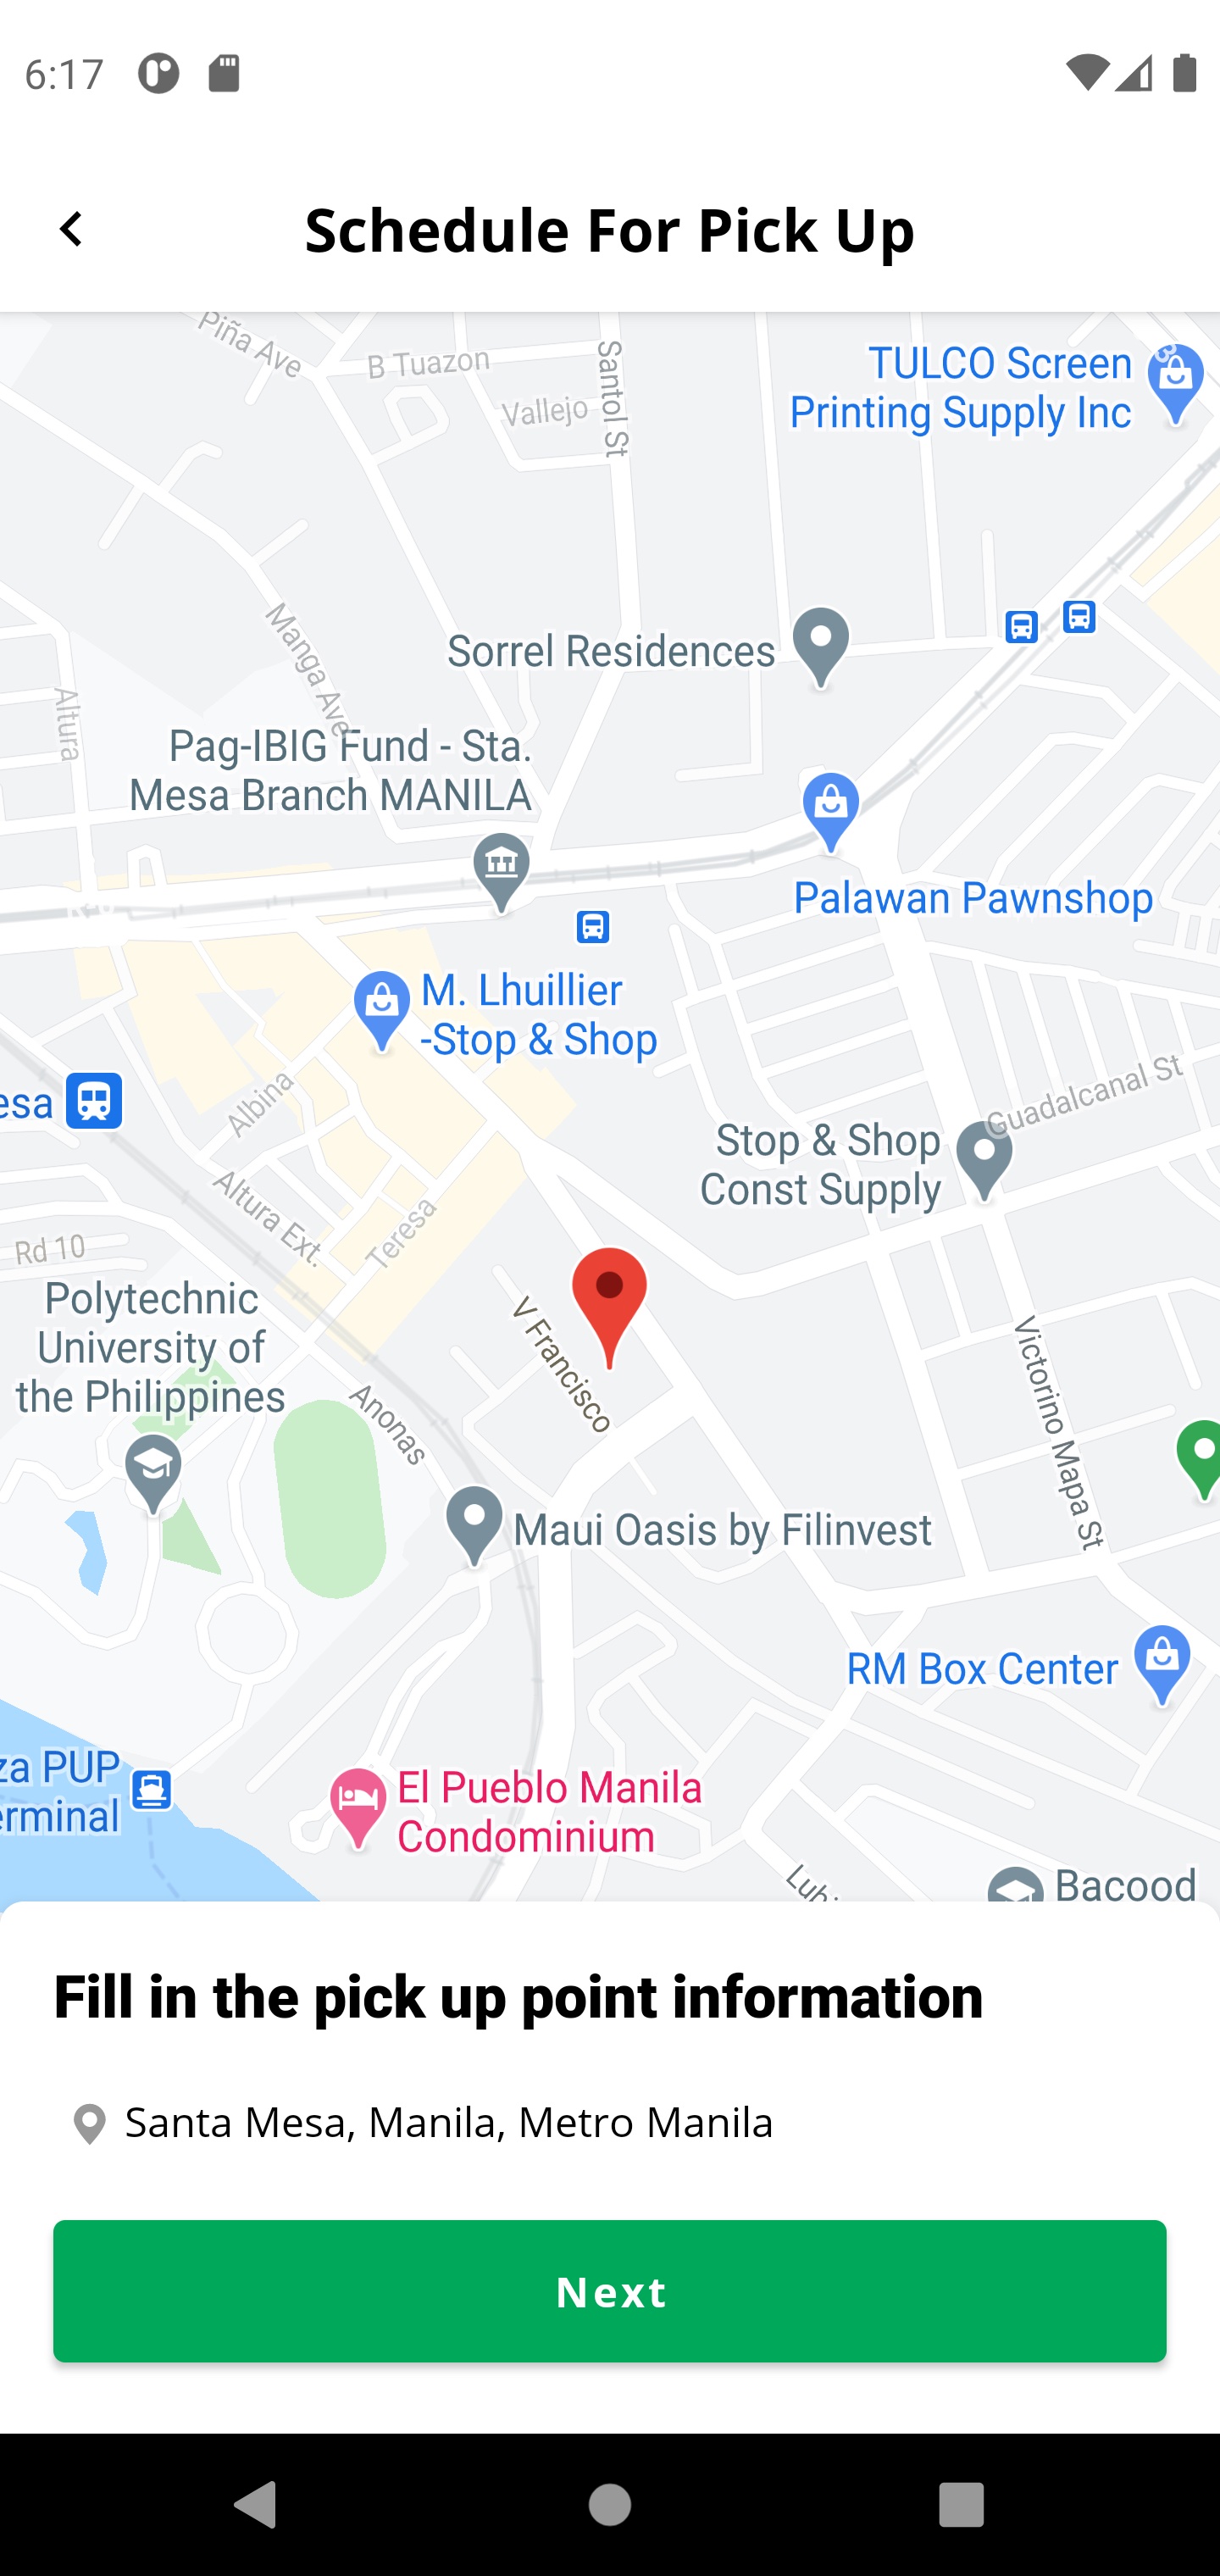 6:17
Schedule For Pick Up
Piña Ave
B Tuazon
Vallejo
Santol St
TULCO Screen
Printing Supply Inc
Manga Ave
Sorrel Residences
Altura
Pag-IBIG Fund - Sta.
Mesa Branch MANILA
Palawan Pawnshop
M. Lhuillier
-Stop & Shop
esa
Albina
Guadalcanal St
Stop & Shop
Const Supply
Altura Ext.
Teresa
Rd 10
Polytechnic
University of
the Philippines
V Francisco
Victorino Mapa St
Anonas
Maui Oasis by Filinvest
RM Box Center
za PUP
erminal
El Pueblo Manila
Condominium
Bacood
Fill in the pick up point information
Santa Mesa, Manila, Metro Manila
Next